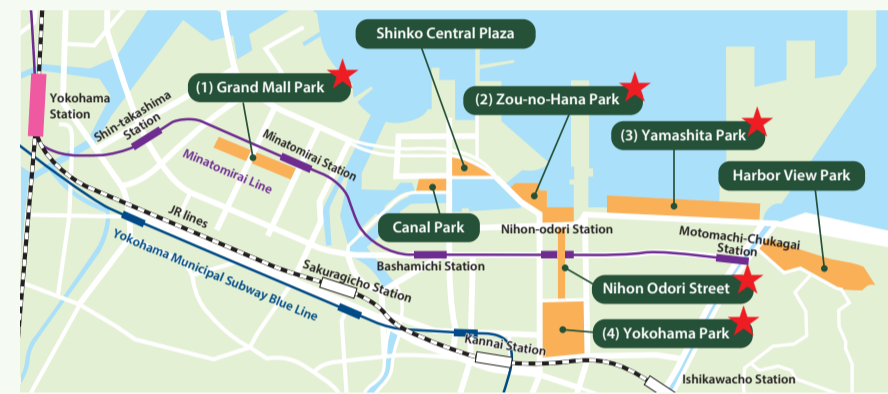 Shinko Central Plaza
(1) Grand Mall Park
(2) Zou-no-Hana Park
Yokohama
Station
Shin-takashima
Station
(3) Yamashita Park
Minatomirai Station
Minatomirai Line
Harbor View Park
JR lines
Canal Park
Nihon-odori Station
Motomachi-Chukagai
Station
Yokohama Municipal Subway Blue Line
Bashamichi Station
Sakuragicho Station
Nihon Odori Street
(4) Yokohama Park
Kannai Station
Ishikawacho Station